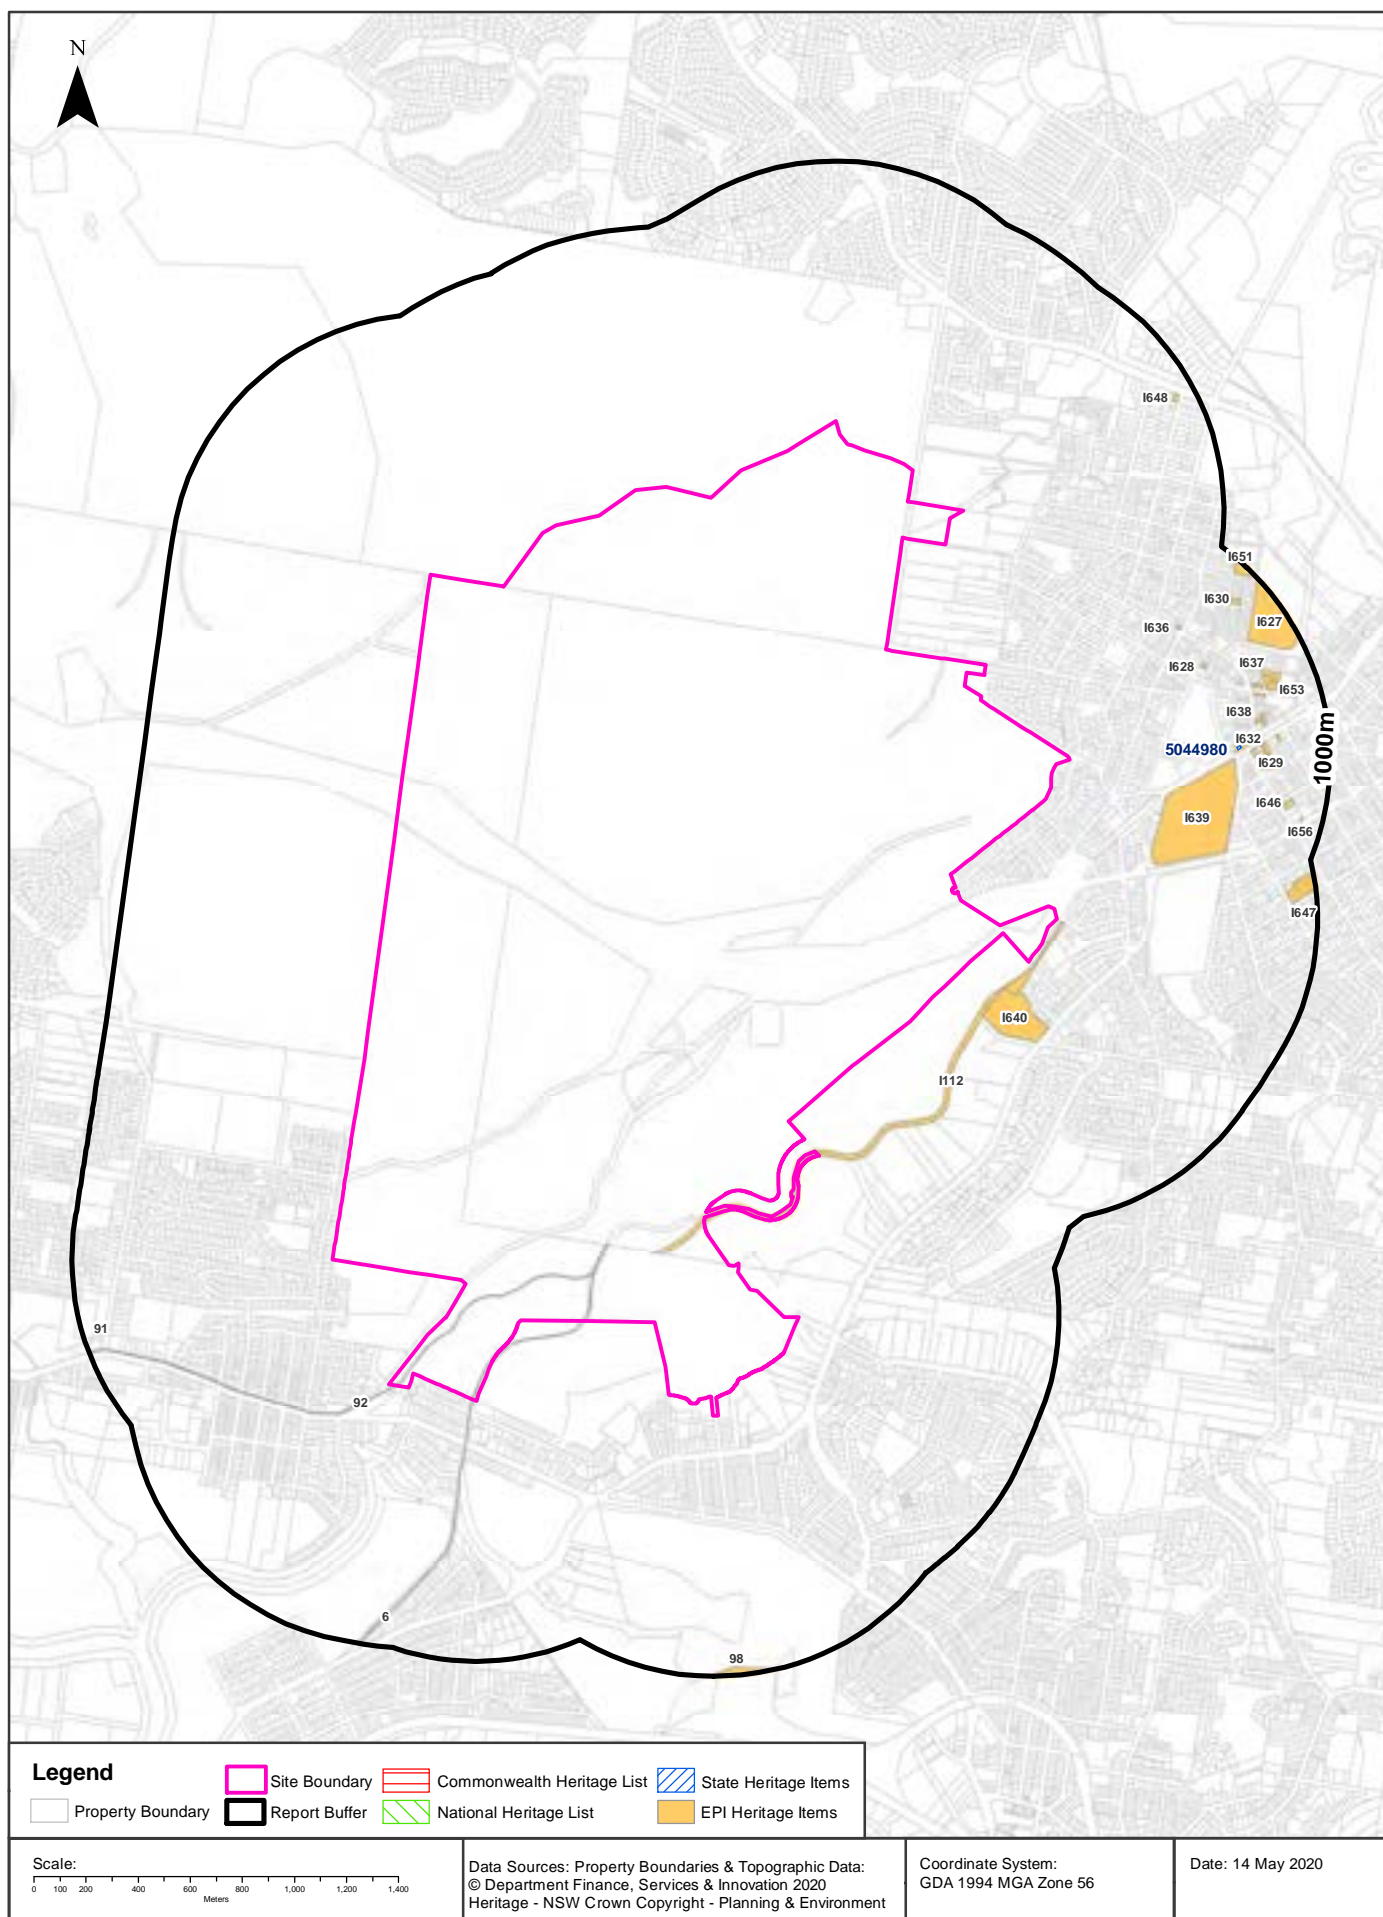 N
I648
I651
I630
I627
I636
I628
I637
I653
I638
I632
5044980
I629
1000m
I646
I639
I656
I647
I640
I112
91
92
6
98
Legend
Property Boundary
Site Boundary
Report Buffer
Commonwealth Heritage List
National Heritage List
State Heritage Items
EPI Heritage Items
Scale:
0 100 200 400 600 800 1,000 1,200 1,400
Meters
Data Sources: Property Boundaries & Topographic Data:
© Department Finance, Services & Innovation 2020
Heritage - NSW Crown Copyright - Planning & Environment
Coordinate System:
GDA 1994 MGA Zone 56
Date: 14 May 2020